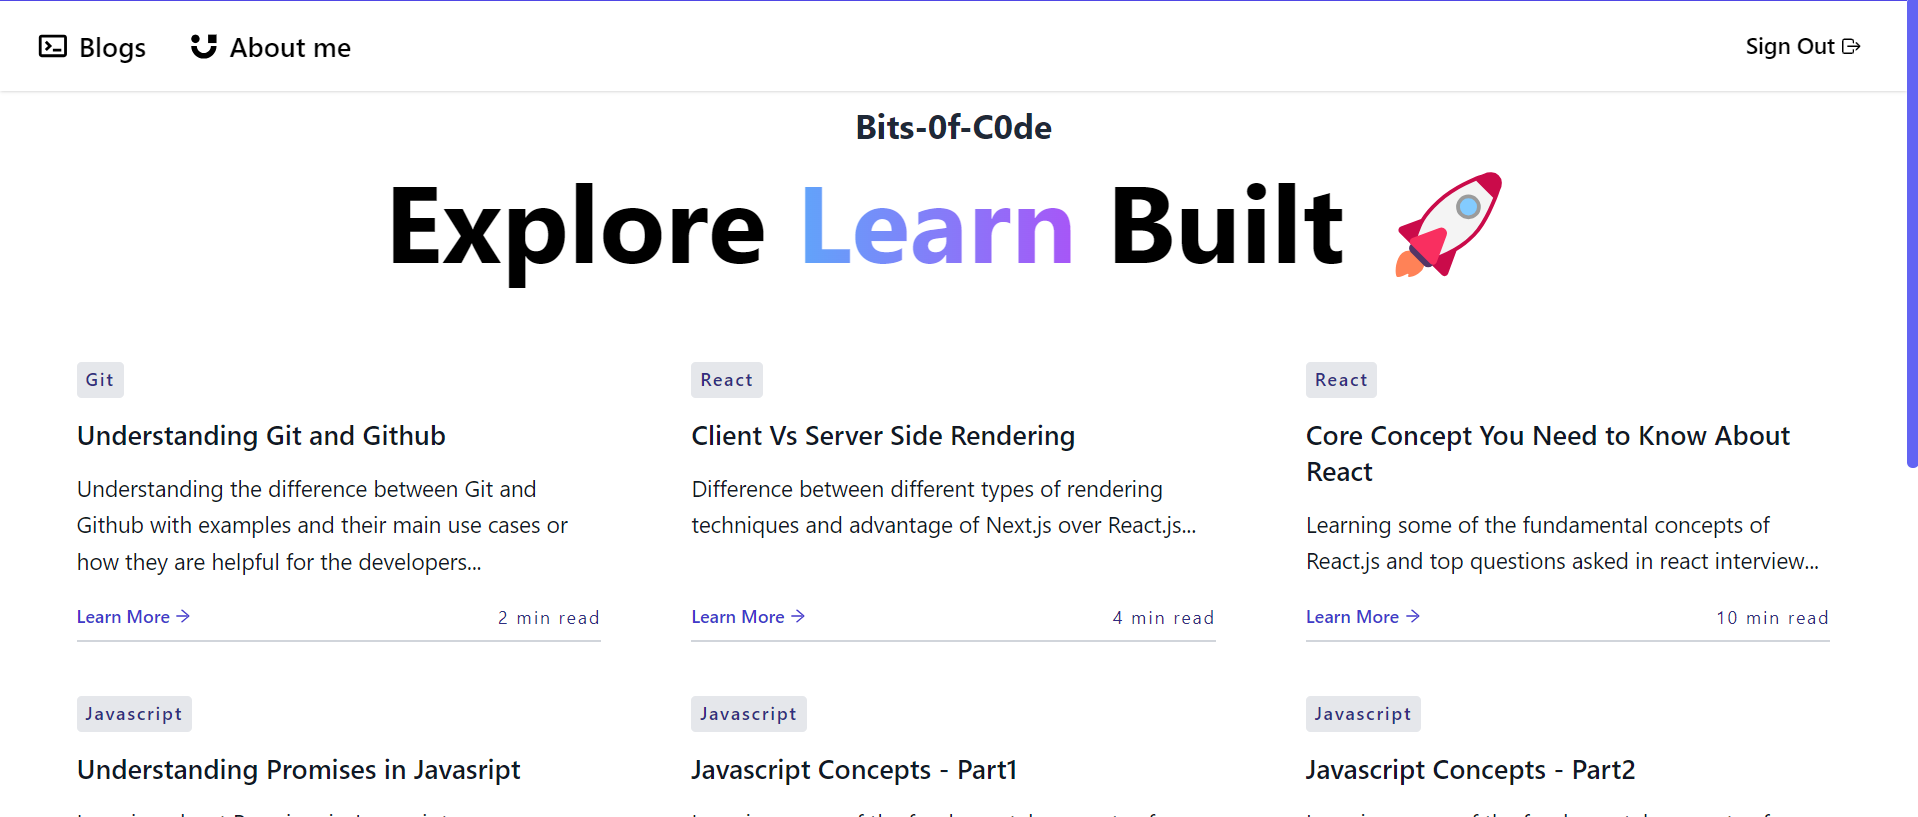 Blogs
About me
Sign Out
Bits-0f-C0de
Explore Learn Built
Git
Understanding Git and Github
Understanding the difference between Git and
Github with examples and their main use cases or
how they are helpful for the developers...
Learn More
2 min read
React
Client Vs Server Side Rendering
Difference between different types of rendering
techniques and advantage of Next.js over React.js...
Learn More
4 min read
React
Core Concept You Need to Know About
React
Learning some of the fundamental concepts of
React.js and top questions asked in react interview...
Learn More
10 min read
Javascript
Understanding Promises in Javasript
Javascript
Javascript Concepts - Part1
Javascript
Javascript Concepts - Part2